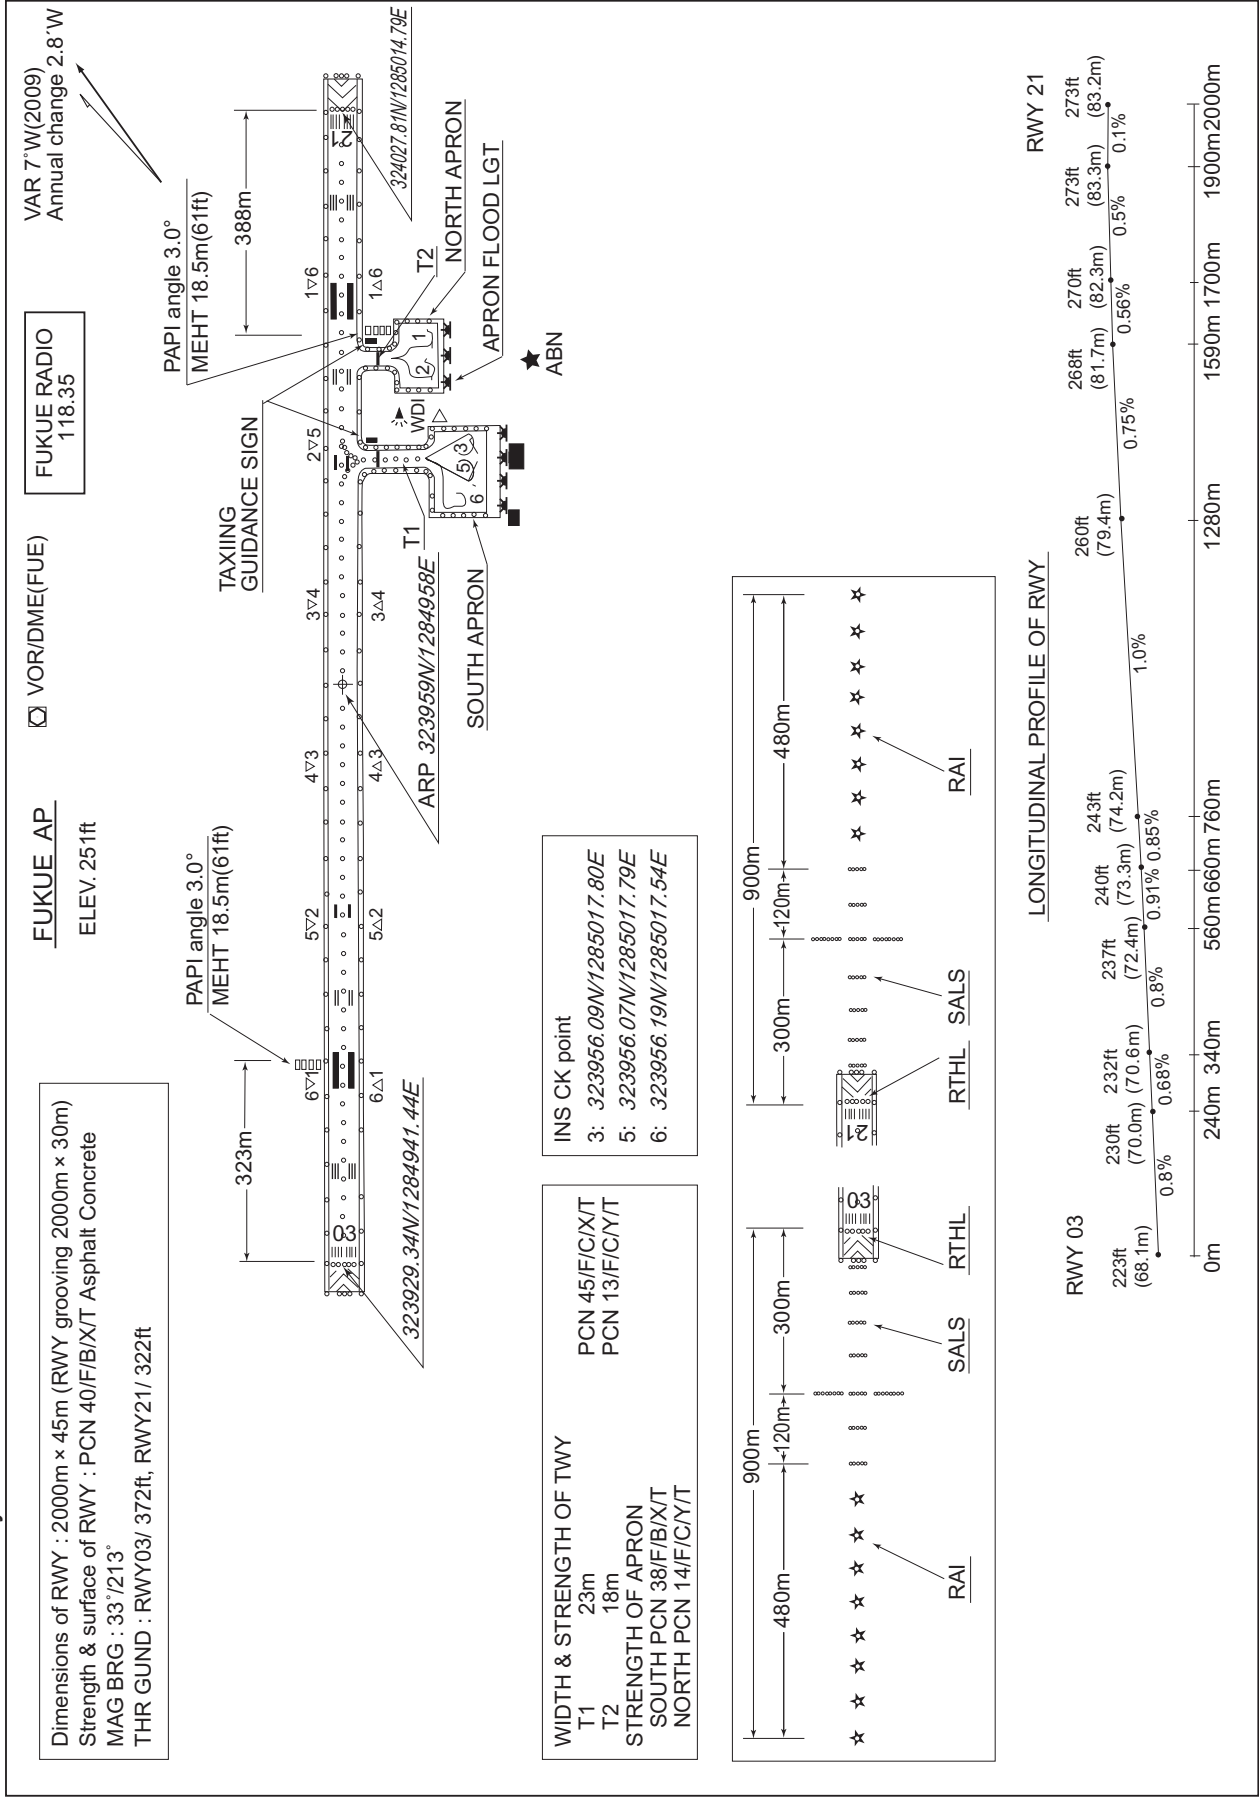 FUKUE AP
ELEV. 251ft
VOR/DME(FUE)
FUKUE RADIO
118.35
VAR 7°W(2009)
Annual change 2.8´W
Dimensions of RWY : 2000m × 45m (RWY grooving 2000m × 30m)
Strength & surface of RWY : PCN 40/F/B/X/T Asphalt Concrete
MAG BRG : 33°/213°
THR GUND : RWY03/ 372ft, RWY21/ 322ft
PAPI angle 3.0°
MEHT 18.5m(61ft)
323m
PAPI angle 3.0°
MEHT 18.5m(61ft)
388m
TAXIING
GUIDANCE SIGN
6▽1
5▽2
4▽3
3▽4
2▽5
1▽6
03
21
6△1
5△2
4△3
3△4
1△6
323929.34N/1284941.44E
ARP 323959N/1284958E
324027.81N/1285014.79E
T1
T2
WDI
6
5
3
2
1
SOUTH APRON
NORTH APRON
APRON FLOOD LGT
ABN
WIDTH & STRENGTH OF TWY
T1 23m PCN 45/F/C/X/T
T2 18m PCN 13/F/C/Y/T
STRENGTH OF APRON
SOUTH PCN 38/F/B/X/T
NORTH PCN 14/F/C/Y/T
INS CK point
3: 323956.09N/1285017.80E
5: 323956.07N/1285017.79E
6: 323956.19N/1285017.54E
900m
900m
480m
120m
300m
300m
120m
480m
03
21
RAI
SALS
RTHL
RTHL
SALS
RAI
LONGITUDINAL PROFILE OF RWY
RWY 03
RWY 21
223ft
(68.1m)
230ft
(70.0m)
232ft
(70.6m)
237ft
(72.4m)
240ft
(73.3m)
243ft
(74.2m)
260ft
(79.4m)
268ft
(81.7m)
270ft
(82.3m)
273ft
(83.3m)
273ft
(83.2m)
0.8%
0.68%
0.8%
0.91%
0.85%
1.0%
0.75%
0.56%
0.5%
0.1%
0m
240m
340m
560m
660m
760m
1280m
1590m
1700m
1900m
2000m